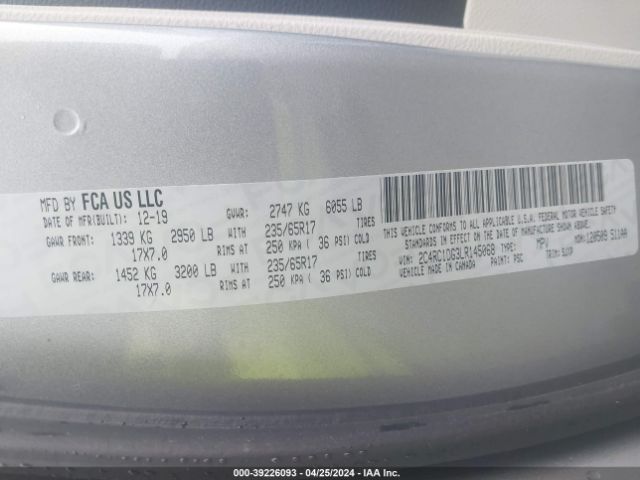 MFD BY FCA US LLC
DATE OF MFR(BUILT): 12-19 GVWR: 2747 KG 6055 LB
GAWR FRONT: 1339 KG 2950 LB WITH 235/65R17 TIRES
17X7.0 RIMS AT 250 KPA ( 36 PSI) COLD
GAWR REAR: 1452 KG 3200 LB WITH 235/65R17 TIRES
17X7.0 RIMS AT 250 KPA ( 36 PSI) COLD
THIS VEHICLE CONFORMS TO ALL APPLICABLE U.S.A. FEDERAL MOTOR VEHICLE SAFETY
STANDARDS IN EFFECT ON THE DATE OF MANUFACTURE SHOWN ABOVE.
VIN: 2C4RC1DG3LR145068 TYPE: MPV
MADE IN CANADA PAINT: PSC TRIM:
000-39226093 - 04/25/2024 - IAA Inc.